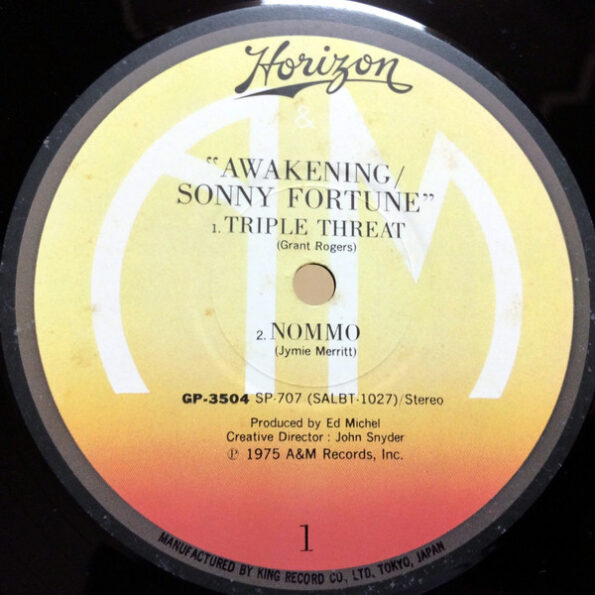 Horizon
&
AM
"AWAKENING/
SONNY FORTUNE"
1. TRIPLE THREAT
(Grant Rogers)
2. NOMMO
(Jymie Merritt)
GP-3504 SP-707 (SALBT-1027)/Stereo
Produced by Ed Michel
Creative Director : John Snyder
℗ 1975 A&M Records, Inc.
1
MANUFACTURED BY KING RECORD CO., LTD. TOKYO, JAPAN